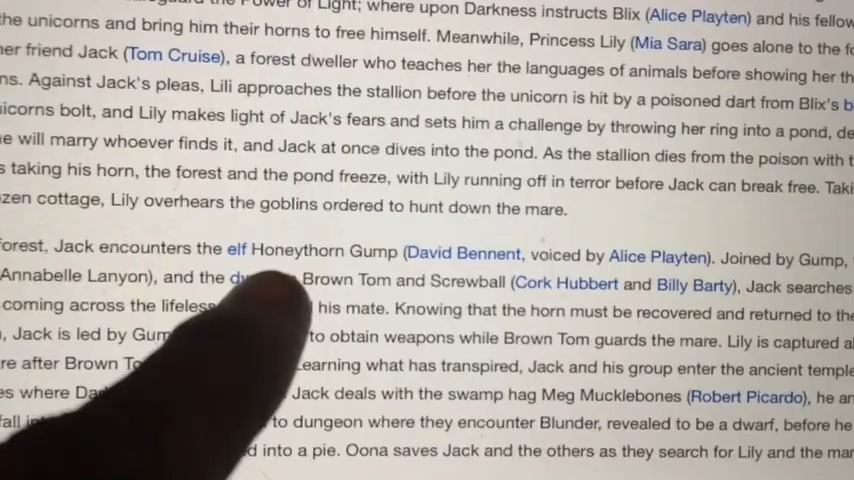 the Power of Light; where upon Darkness instructs Blix (Alice Playten) and his fellow
the unicorns and bring him their horns to free himself. Meanwhile, Princess Lily (Mia Sara) goes alone to the
her friend Jack (Tom Cruise), a forest dweller who teaches her the languages of animals before showing her
Against Jack's pleas, Lili approaches the stallion before the unicorn is hit by a poisoned dart from Blix's
bolt, and Lily makes light of Jack's fears and sets him a challenge by throwing her ring into a pond,
will marry whoever finds it, and Jack at once dives into the pond. As the stallion dies from the poison with
taking his horn, the forest and the pond freeze, with Lily running off in terror before Jack can break free.
cottage, Lily overhears the goblins ordered to hunt down the mare.
forest, Jack encounters the elf Honeythorn Gump (David Bennent, voiced by Alice Playten). Joined by Gump,
Annabelle Lanyon), and the Brown Tom and Screwball (Cork Hubbert and Billy Barty), Jack searches
coming across the lifeless his mate. Knowing that the horn must be recovered and returned to the
Jack is led by to obtain weapons while Brown Tom guards the mare. Lily is captured
after Brown Learning what has transpired, Jack and his group enter the ancient temple
where Jack deals with the swamp hag Meg Mucklebones (Robert Picardo), he
fall to dungeon where they encounter Blunder, revealed to be a dwarf, before he
into a pie. Oona saves Jack and the others as they search for Lily and the